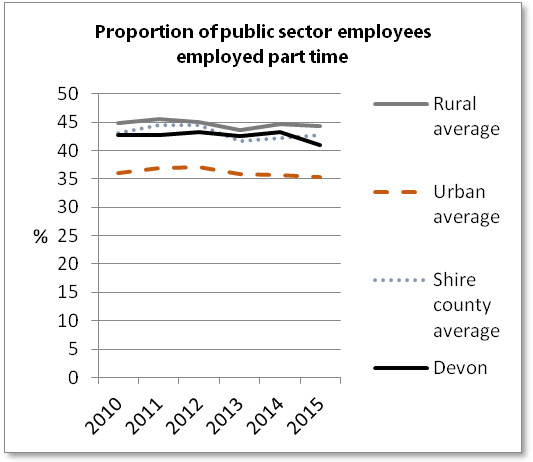 Proportion of public sector employees
employed part time
50
45
40
35
30
25
20
15
10
5
0
%
2010
2011
2012
2013
2014
2015
Rural
average
Urban
average
Shire
county
average
Devon